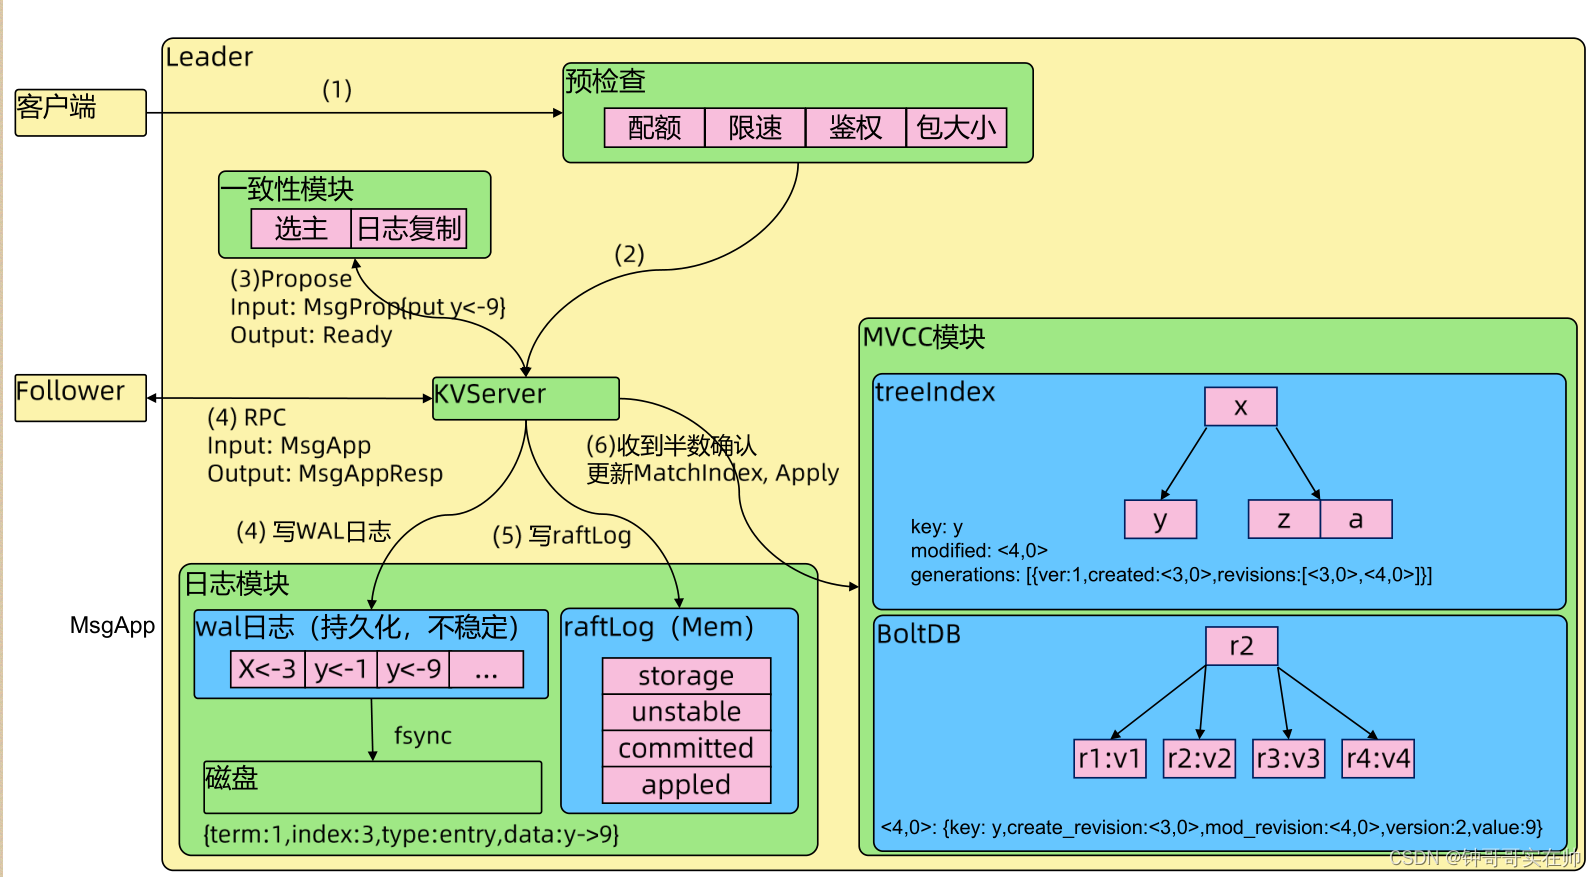 Leader
客户端
(1)
预检查
配额 限速 鉴权 包大小
一致性模块
选主 日志复制
(2)
(3)Propose
Input: MsgProp{put y<-9}
Output: Ready
Follower
KVServer
(4) RPC
Input: MsgApp
Output: MsgAppResp
(6)收到半数确认
更新MatchIndex, Apply
(4) 写WAL日志
(5) 写raftLog
日志模块
wal日志（持久化，不稳定）
X<-3 y<-1 y<-9 ...
fsync
磁盘
{term:1,index:3,type:entry,data:y->9}
raftLog（Mem）
storage
unstable
committed
appled
MsgApp
MVCC模块
treeIndex
x
y z a
key: y
modified: <4,0>
generations: [{ver:1,created:<3,0>,revisions:[<3,0>,<4,0>]}]
BoltDB
r2
r1:v1 r2:v2 r3:v3 r4:v4
<4,0>: {key: y,create_revision:<3,0>,mod_revision:<4,0>,version:2,value:9}
CSDN @钟哥哥实在帅